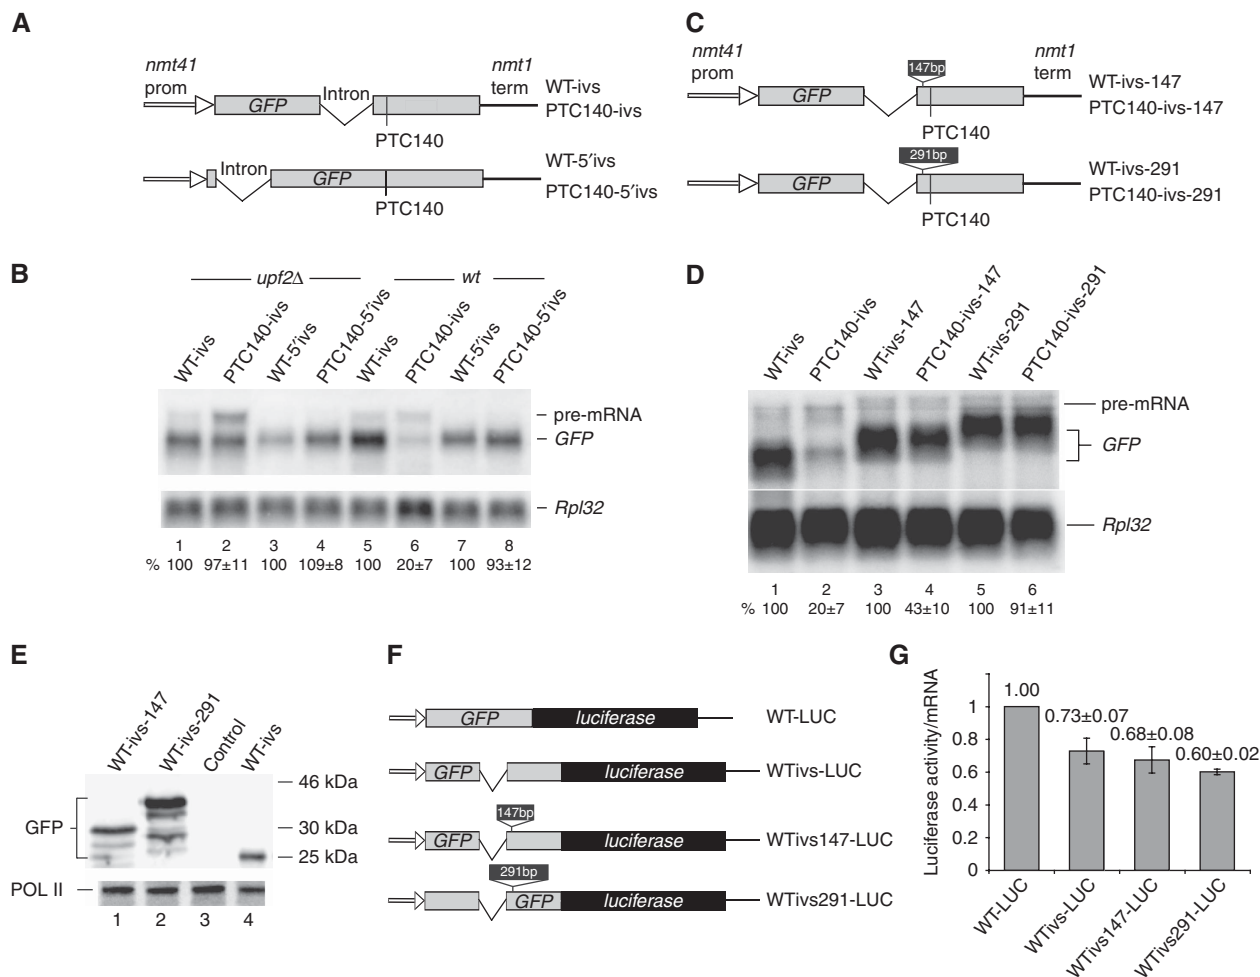 A
nmt41
prom
GFP
Intron
nmt1
term
WT-ivs
PTC140-ivs
PTC140
Intron
GFP
WT-5′ivs
PTC140-5′ivs
PTC140
B
upf2Δ
wt
WT-ivs
PTC140-ivs
WT-5′ivs
PTC140-5′ivs
WT-ivs
PTC140-ivs
WT-5′ivs
PTC140-5′ivs
pre-mRNA
GFP
Rpl32
1 2 3 4 5 6 7 8
% 100 97±11 100 109±8 100 20±7 100 93±12
C
nmt41
prom
147bp
nmt1
term
GFP
WT-ivs-147
PTC140-ivs-147
PTC140
291bp
GFP
WT-ivs-291
PTC140-ivs-291
PTC140
D
WT-ivs
PTC140-ivs
WT-ivs-147
PTC140-ivs-147
WT-ivs-291
PTC140-ivs-291
pre-mRNA
GFP
Rpl32
1 2 3 4 5 6
% 100 20±7 100 43±10 100 91±11
E
WT-ivs-147
WT-ivs-291
Control
WT-ivs
46 kDa
GFP
30 kDa
25 kDa
POL II
1 2 3 4
F
GFP luciferase WT-LUC
GFP luciferase WTivs-LUC
147bp
GFP luciferase WTivs147-LUC
291bp
GFP luciferase WTivs291-LUC
G
Luciferase activity/mRNA
1
0.8
0.6
0.4
0.2
0
1.00
0.73±0.07
0.68±0.08
0.60±0.02
WT-LUC
WTivs-LUC
WTivs147-LUC
WTivs291-LUC